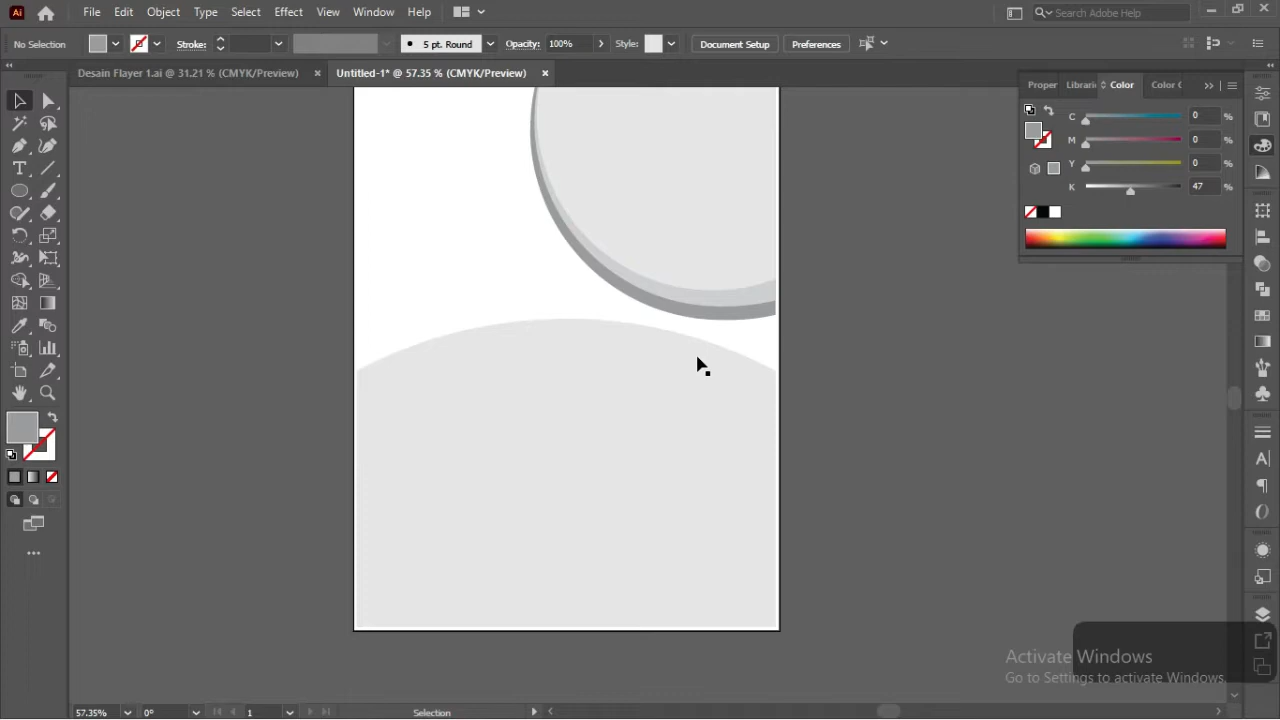 Ai File Edit Object Type Select Effect View Window Help Search Adobe Help
No Selection Stroke: 5 pt. Round Opacity: 100% Style: Document Setup Preferences
Desain Flayer 1.ai @ 31.21 % (CMYK/Preview) × Untitled-1* @ 57.35 % (CMYK/Preview) ×
Proper Librari Color Color G
C 0 %
M 0 %
Y 0 %
K 47 %
Activate Windows
Go to Settings to activate Windows.
57.35% 0° 1 Selection